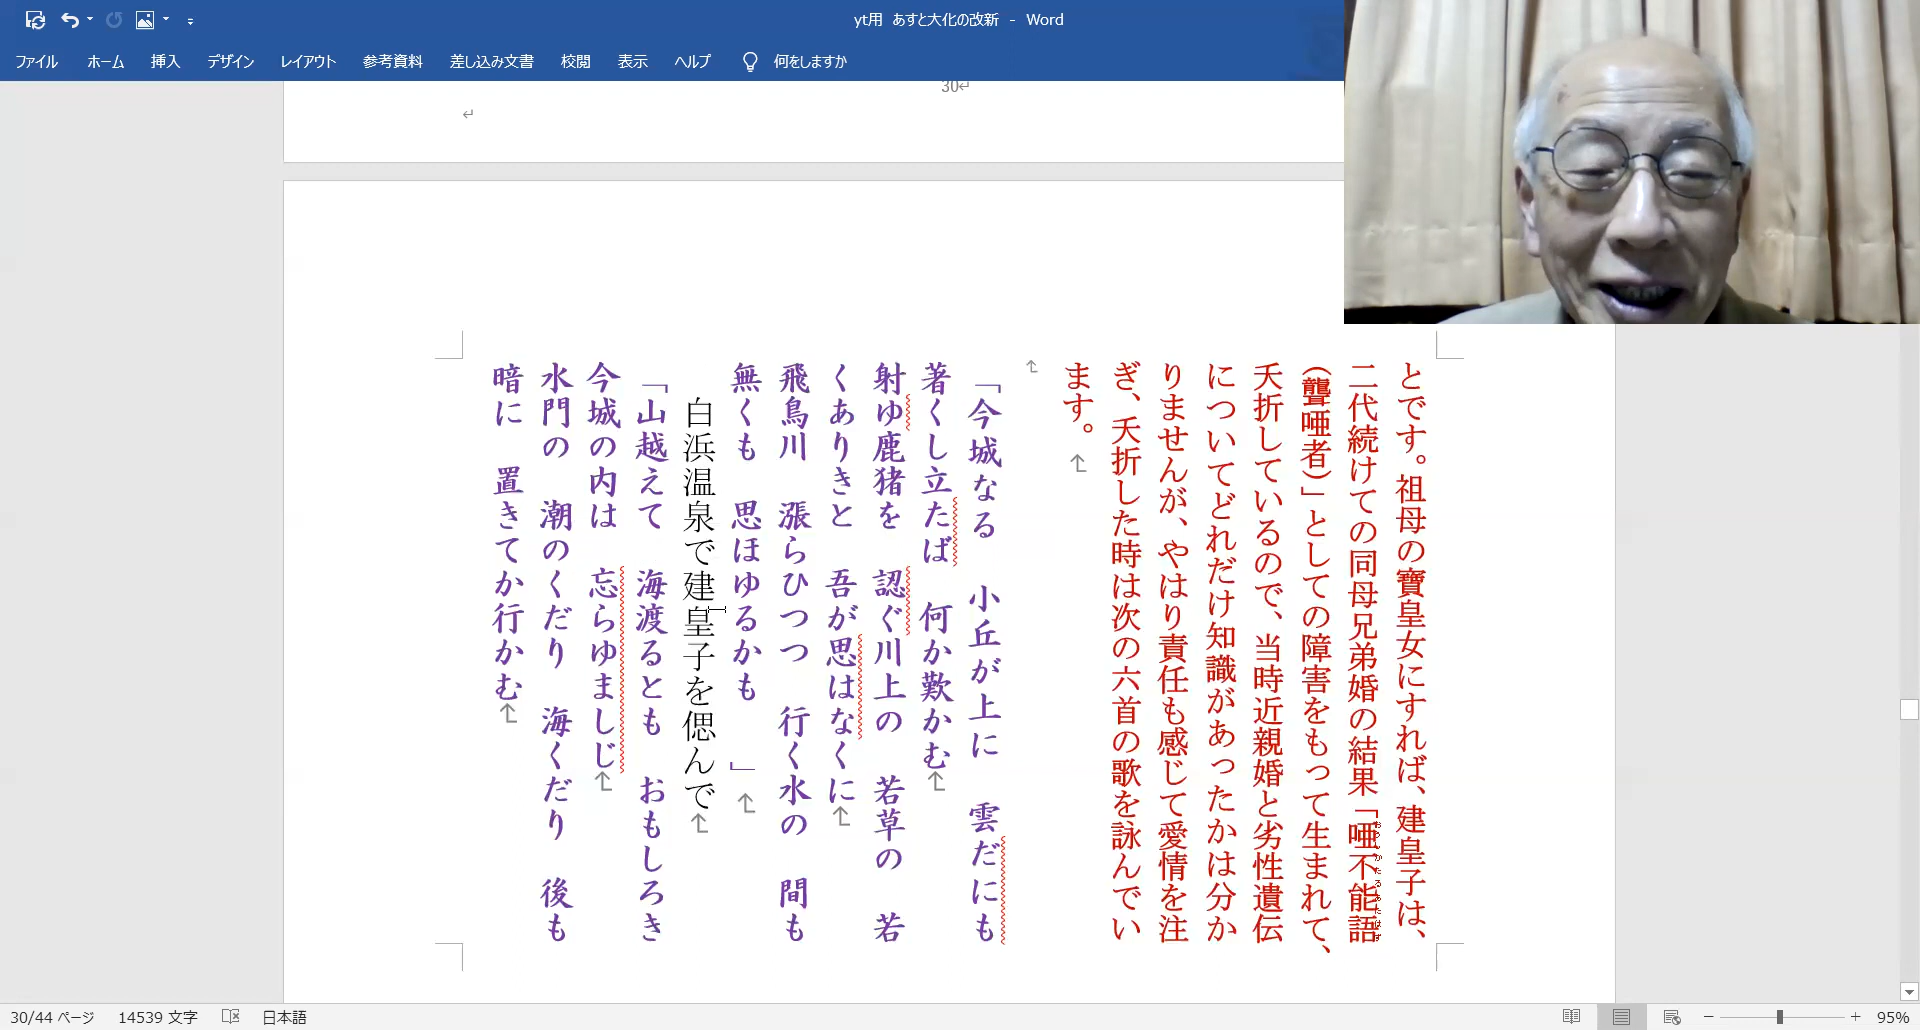 yt用 あすと大化の改新 - Word
ファイル ホーム 挿入 デザイン レイアウト 参考資料 差し込み文書 校閲 表示 ヘルプ 何をしますか
30
とです。祖母の寶皇女にすれば、建皇子は、
二代続けての同母兄弟婚の結果「唖不能語
(聾唖者)」としての障害をもって生まれて、
夭折しているので、当時近親婚と劣性遺伝
についてどれだけ知識があったかは分か
りませんが、やはり責任も感じて愛情を注
ぎ、夭折した時は次の六首の歌を詠んでい
ます。
「今城なる 小丘が上に 雲だにも
著くし立たば 何か歎かむ
射ゆ鹿猪を 認ぐ川上の 若草の 若
くありきと 吾が思はなくに
飛鳥川 漲らひつつ 行く水の 間も
無くも 思ほゆるかも 」
白浜温泉で建皇子を偲んで
「山越えて 海渡るとも おもしろき
今城の内は 忘らゆましじ
水門の 潮のくだり 海くだり 後も
暗に 置きてか行かむ
30/44 ページ 14539 文字 日本語 95%